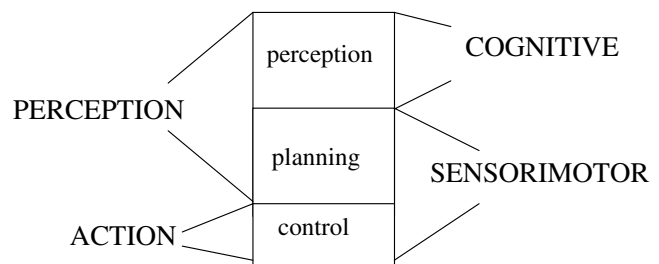 COGNITIVE
perception
PERCEPTION
planning
SENSORIMOTOR
ACTION
control